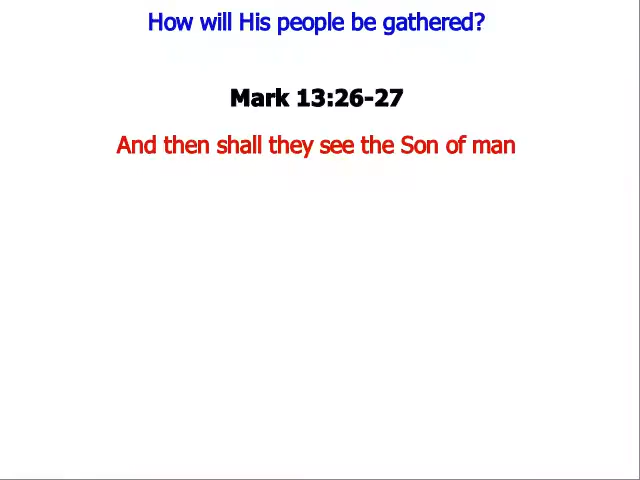 How will His people be gathered?
Mark 13:26-27
And then shall they see the Son of man